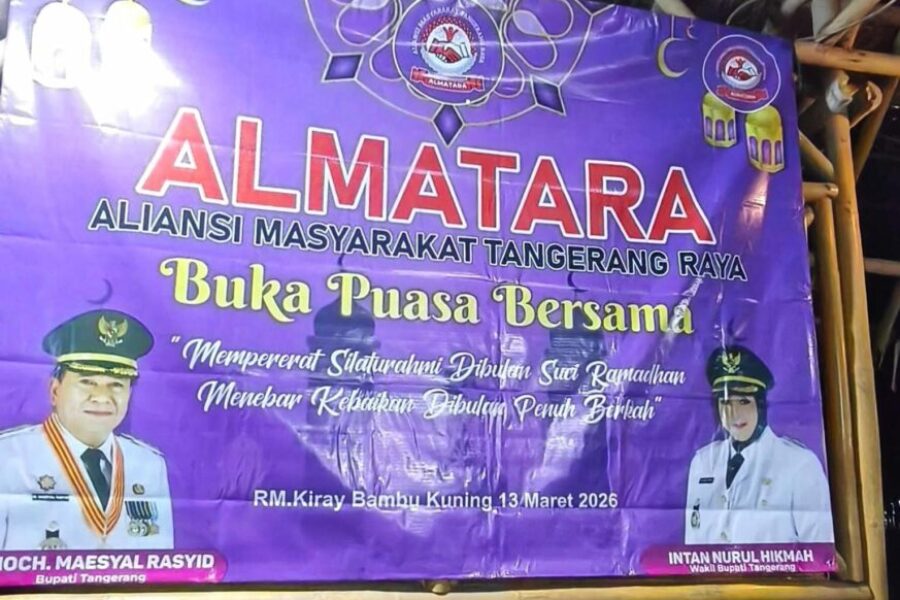 ALMATARA
ALMATARA
ALIANSI MASYARAKAT TANGERANG RAYA
Buka Puasa Bersama
"Mempererat Silaturahmi Dibulan Suci Ramadhan
Menebar Kebaikan Dibulan Penuh Berkah"
RM.Kiray Bambu Kuning 13 Maret 2026
MOCH. MAESYAL RASYID
Bupati Tangerang
INTAN NURUL HIKMAH
Wakil Bupati Tangerang